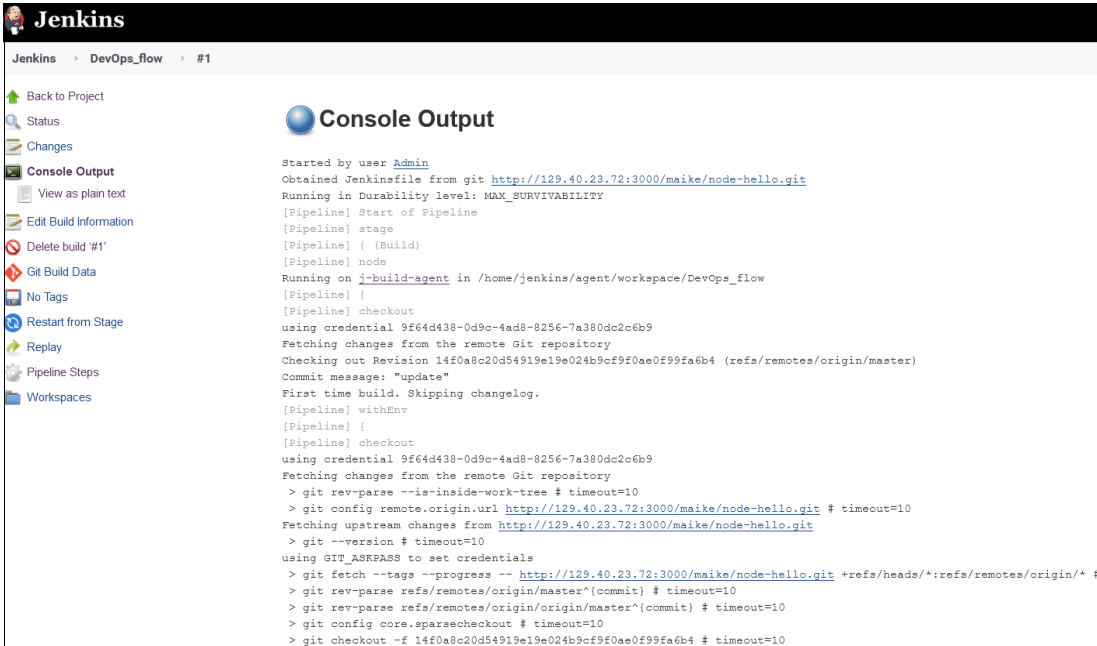 Jenkins
Jenkins
DevOps_flow
#1
Back to Project
Status
Changes
Console Output
View as plain text
Edit Build Information
Delete build '#1'
Git Build Data
No Tags
Restart from Stage
Replay
Pipeline Steps
Workspaces
Console Output
Started by user Admin
Obtained Jenkinsfile from git http://129.40.23.72:3000/maike/node-hello.git
Running in Durability level: MAX_SURVIVABILITY
[Pipeline] Start of Pipeline
[Pipeline] stage
[Pipeline] { (Build)
[Pipeline] node
Running on j-build-agent in /home/jenkins/agent/workspace/DevOps_flow
[Pipeline] {
[Pipeline] checkout
using credential 9f64d438-0d9c-4ad8-8256-7a380dc2c6b9
Fetching changes from the remote Git repository
Checking out Revision 14f0a8c20d54919e19e024b9cf9f0ae0f99fa6b4 (refs/remotes/origin/master)
Commit message: "update"
First time build. Skipping changelog.
[Pipeline] withEnv
[Pipeline] {
[Pipeline] checkout
using credential 9f64d438-0d9c-4ad8-8256-7a380dc2c6b9
Fetching changes from the remote Git repository
> git rev-parse --is-inside-work-tree # timeout=10
> git config remote.origin.url http://129.40.23.72:3000/maike/node-hello.git # timeout=10
Fetching upstream changes from http://129.40.23.72:3000/maike/node-hello.git
> git --version # timeout=10
using GIT_ASKPASS to set credentials
> git fetch --tags --progress -- http://129.40.23.72:3000/maike/node-hello.git +refs/heads/*:refs/remotes/origin/* #
> git rev-parse refs/remotes/origin/master^{commit} # timeout=10
> git rev-parse refs/remotes/origin/origin/master^{commit} # timeout=10
> git config core.sparsecheckout # timeout=10
> git checkout -f 14f0a8c20d54919e19e024b9cf9f0ae0f99fa6b4 # timeout=10